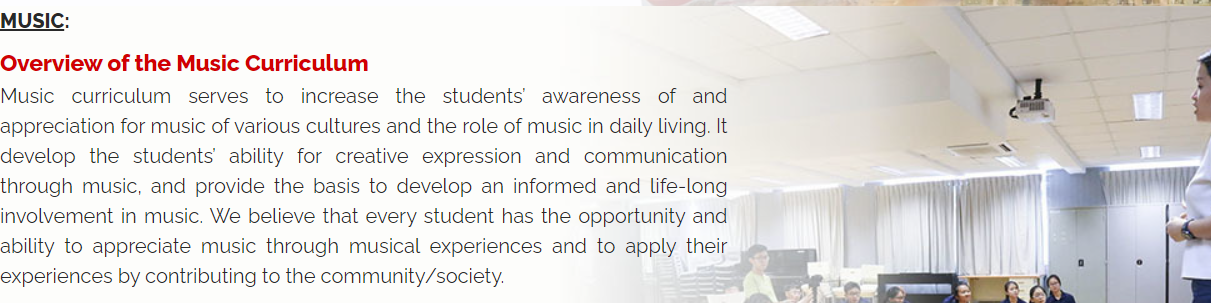 MUSIC:
Overview of the Music Curriculum
Music curriculum serves to increase the students’ awareness of and
appreciation for music of various cultures and the role of music in daily living. It
develop the students’ ability for creative expression and communication
through music, and provide the basis to develop an informed and life-long
involvement in music. We believe that every student has the opportunity and
ability to appreciate music through musical experiences and to apply their
experiences by contributing to the community/society.